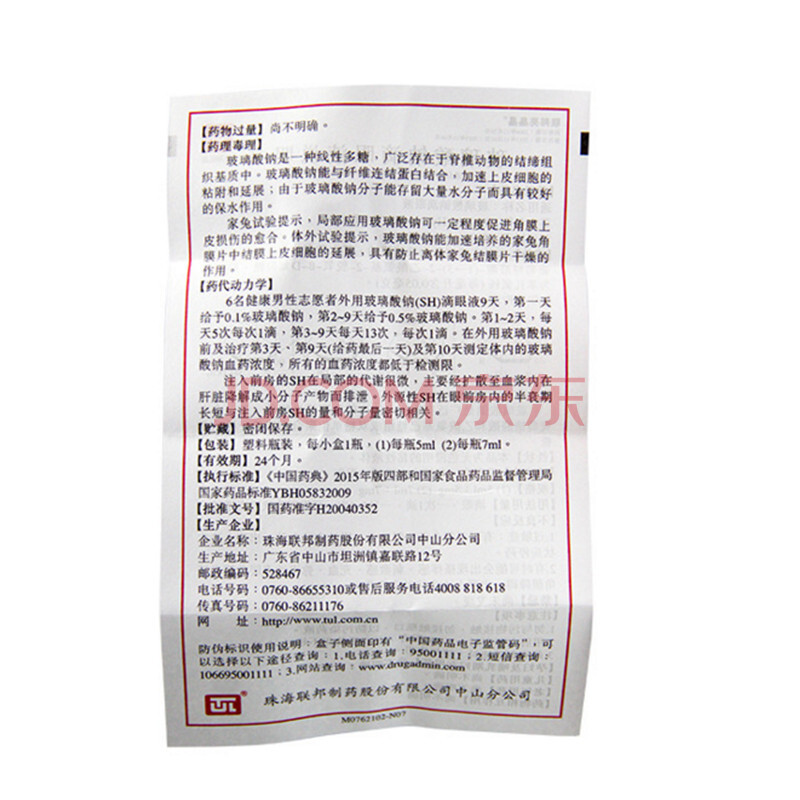 【药物过量】尚不明确。
【药理毒理】
玻璃酸钠是一种线性多糖，广泛存在于脊椎动物的结缔组
织基质中。玻璃酸钠能与纤维连结蛋白结合，加速上皮细胞的
粘附和延展；由于玻璃酸钠分子能存留大量水分子而具有较好
的保水作用。
家兔试验提示，局部应用玻璃酸钠可一定程度促进角膜上
皮损伤的愈合。体外试验提示，玻璃酸钠能加速培养的家兔角
膜片中结膜上皮细胞的延展，具有防止离体家兔结膜片干燥的
作用。
【药代动力学】
6名健康男性志愿者外用玻璃酸钠(SH)滴眼液9天，第一天
给予0.1%玻璃酸钠，第2~9天给予0.5%玻璃酸钠。第1~2天，每
天5次每次1滴，第3~9天每天13次，每次1滴。在外用玻璃酸钠
前及治疗第3天、第9天(给药最后一天)及第10天测定体内的玻璃
酸钠血药浓度，所有的血药浓度都低于检测限。
注入前房的SH在局部的代谢很微，主要经扩散至血浆内在
肝脏降解成小分子产物而排泄。外源性SH在眼前房内的半衰期
长短与注入前房SH的量和分子量密切相关。
JD.COM 京东
【贮藏】密闭保存。
【包装】塑料瓶装，每小盒1瓶，(1)每瓶5ml (2)每瓶7ml。
【有效期】24个月。
【执行标准】《中国药典》2015年版四部和国家食品药品监督管理局
国家药品标准YBH05832009
【批准文号】国药准字H20040352
【生产企业】
企业名称：珠海联邦制药股份有限公司中山分公司
生产地址：广东省中山市坦洲镇嘉联路12号
邮政编码：528467
电话号码：0760-86655310或售后服务电话4008 818 618
传真号码：0760-86211176
网　　址：http://www.tul.com.cn
防伪标识使用说明：盒子侧面印有“中国药品电子监管码”，可
以选择以下途径查询：1.电话查询：95001111；2.短信查询：
106695001111；3.网站查询：www.drugadmin.com
珠海联邦制药股份有限公司中山分公司
M0762102-N07